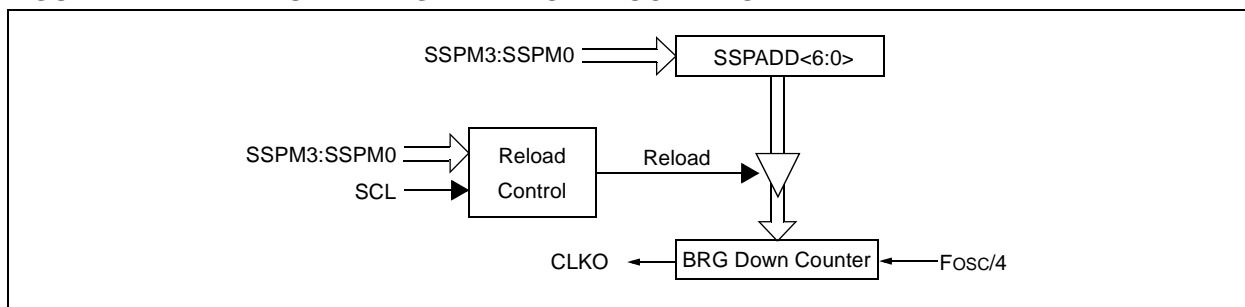 SSPM3:SSPM0
SSPADD<6:0>
SSPM3:SSPM0
Reload
Control
Reload
SCL
CLKO
BRG Down Counter
FOSC/4